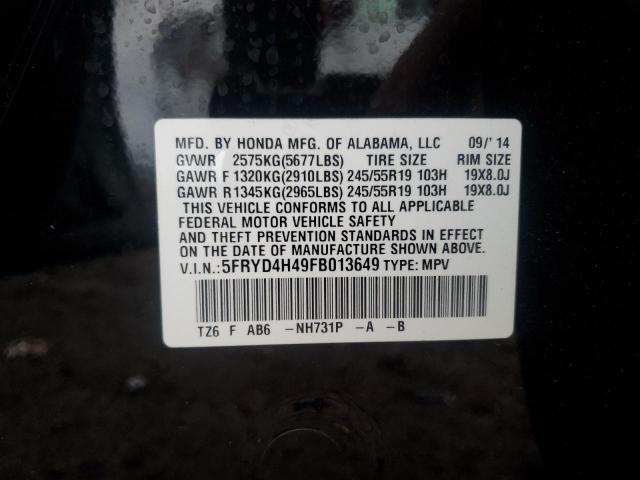 MFD. BY HONDA MFG. OF ALABAMA, LLC 09/'14
GVWR 2575KG(5677LBS) TIRE SIZE RIM SIZE
GAWR F 1320KG(2910LBS) 245/55R19 103H 19X8.0J
GAWR R1345KG(2965LBS) 245/55R19 103H 19X8.0J
THIS VEHICLE CONFORMS TO ALL APPLICABLE
FEDERAL MOTOR VEHICLE SAFETY
AND THEFT PREVENTION STANDARDS IN EFFECT
ON THE DATE OF MANUFACTURE SHOWN ABOVE.
V.I.N.: 5FRYD4H49FB013649 TYPE: MPV
TZ6 F AB6 -NH731P -A -B